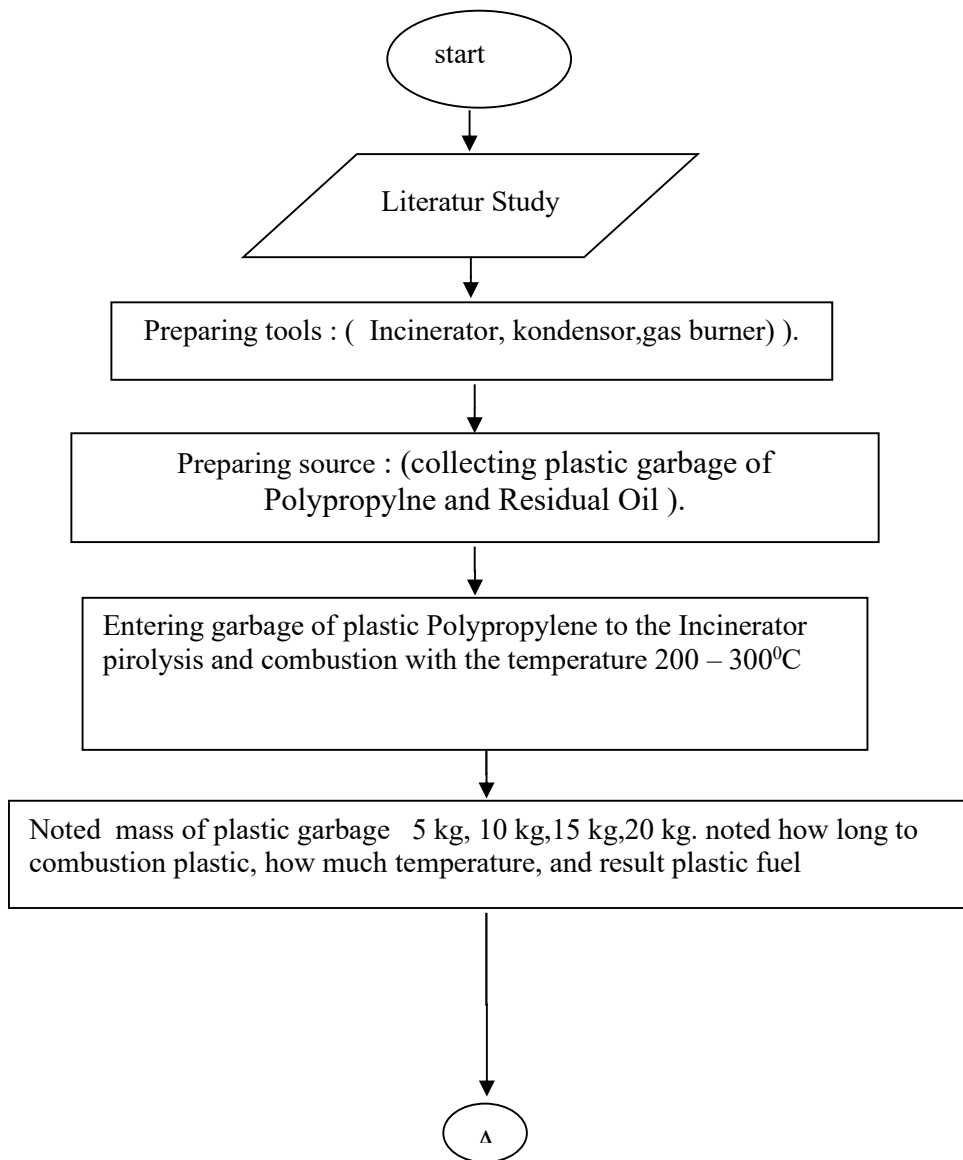 start
Literatur Study
Preparing tools : ( Incinerator, kondensor,gas burner) ).
Preparing source : (collecting plastic garbage of
Polypropylne and Residual Oil ).
Entering garbage of plastic Polypropylene to the Incinerator
pirolysis and combustion with the temperature 200 – 300⁰C
Noted mass of plastic garbage 5 kg, 10 kg,15 kg,20 kg. noted how long to
combustion plastic, how much temperature, and result plastic fuel